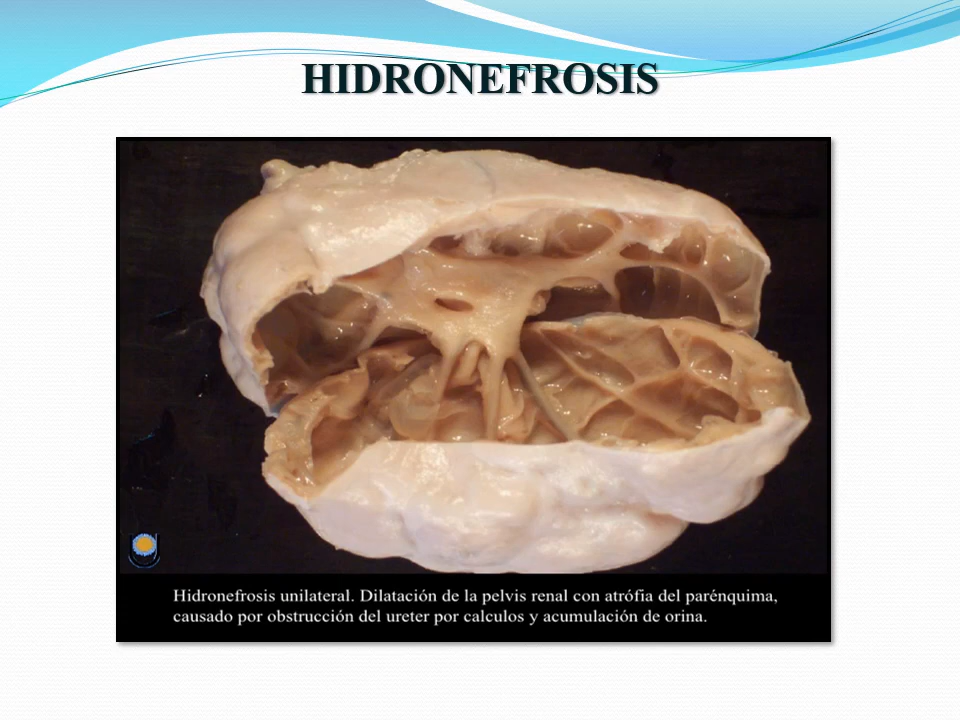 HIDRONEFROSIS
Hidronefrosis unilateral. Dilatación de la pelvis renal con atrófia del parénquima,
causado por obstrucción del ureter por calculos y acumulación de orina.